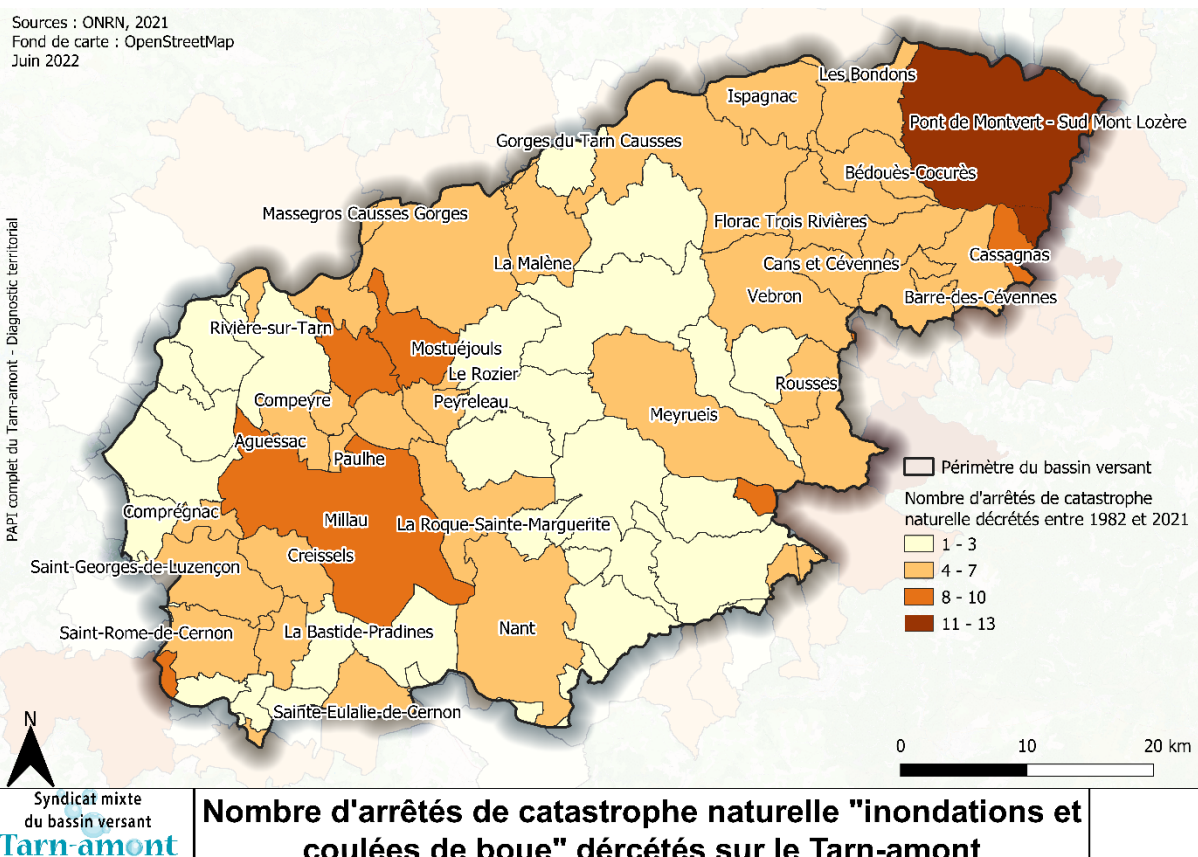 Sources : ONRN, 2021
Fond de carte : OpenStreetMap
Juin 2022
PAPI complet du Tarn-amont - Diagnostic territorial
Les Bondons
Ispagnac
Pont de Montvert - Sud Mont Lozère
Gorges du Tarn Causses
Bédouès-Cocurès
Massegros Causses Gorges
Florac Trois Rivières
La Malène
Cans et Cévennes
Cassagnas
Vebron
Barre-des-Cévennes
Rivière-sur-Tarn
Mostuéjouls
Le Rozier
Rousses
Compeyre
Peyreleau
Meyrueis
Aguessac
Paulhe
Comprégnac
Millau
La Roque-Sainte-Marguerite
Creissels
Saint-Georges-de-Luzençon
Saint-Rome-de-Cernon
La Bastide-Pradines
Nant
Sainte-Eulalie-de-Cernon
Périmètre du bassin versant
Nombre d'arrêtés de catastrophe
naturelle décrétés entre 1982 et 2021
1 - 3
4 - 7
8 - 10
11 - 13
N
0 10 20 km
Syndicat mixte
du bassin versant
Tarn-amont
Nombre d'arrêtés de catastrophe naturelle "inondations et
coulées de boue" dércétés sur le Tarn-amont